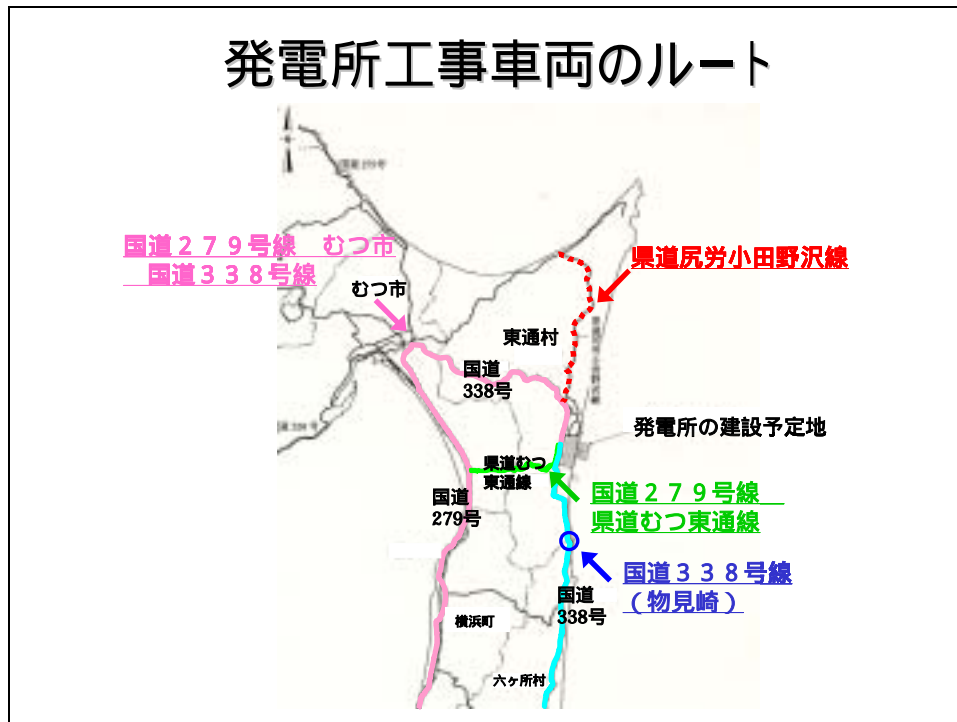 発電所工事車両のルート
国道２７９号線　むつ市
国道３３８号線
むつ市
県道尻労小田野沢線
東通村
国道
338号
発電所の建設予定地
県道むつ
東通線
国道
279号
国道２７９号線
県道むつ東通線
国道３３８号線
（物見崎）
国道
338号
横浜町
六ヶ所村